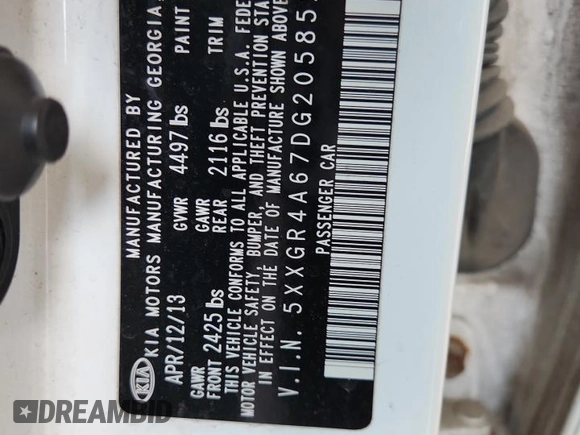 MANUFACTURED BY
KIA MOTORS MANUFACTURING GEORGIA,
APR/12/13 GVWR 4497 lbs PAINT
GAWR FRONT 2425 lbs GAWR REAR 2116 lbs TRIM
THIS VEHICLE CONFORMS TO ALL APPLICABLE U.S.A. FEDE
MOTOR VEHICLE SAFETY, BUMPER, AND THEFT PREVENTION STA
IN EFFECT ON THE DATE OF MANUFACTURE SHOWN ABOVE
V.I.N. 5XXGR4A67DG20585
PASSENGER CAR
KIA
DREAMBID